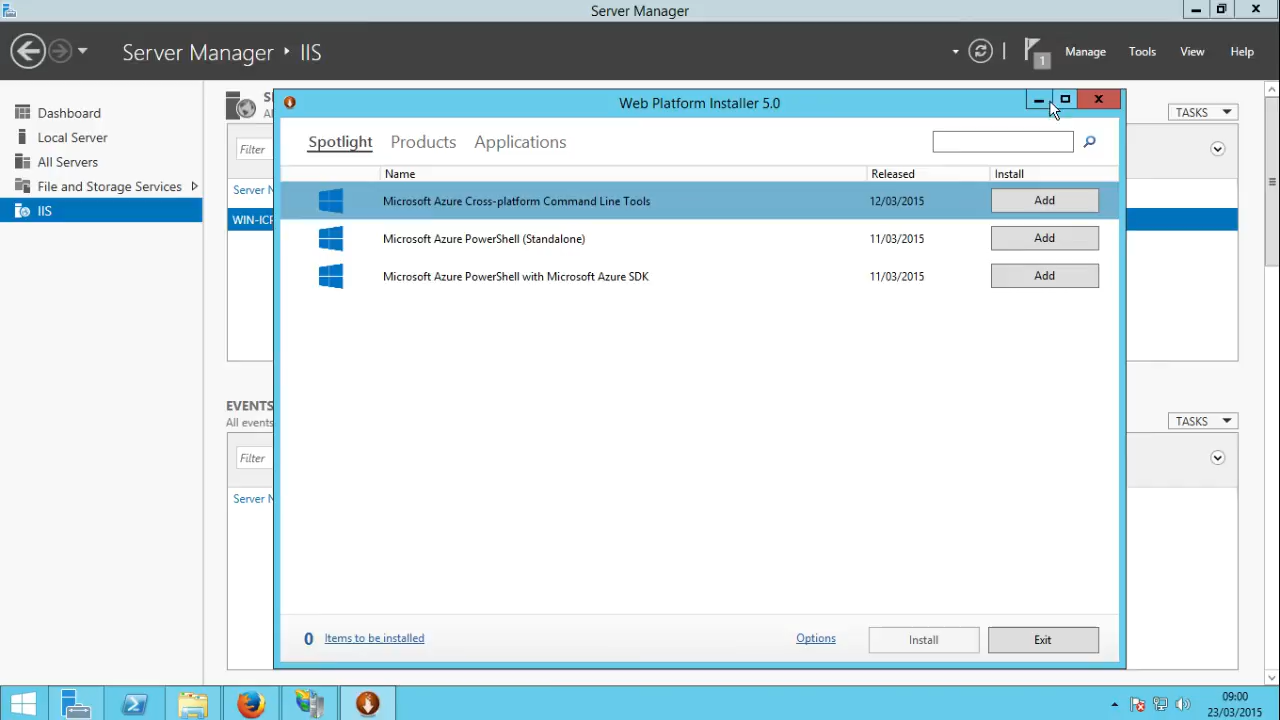 Server Manager
Server Manager IIS
1
Manage Tools View Help
Dashboard
Local Server
All Servers
File and Storage Services
IIS
TASKS
Filter
Server N
WIN-ICF
Web Platform Installer 5.0
Spotlight Products Applications
Name Released Install
Microsoft Azure Cross-platform Command Line Tools 12/03/2015 Add
Microsoft Azure PowerShell (Standalone) 11/03/2015 Add
Microsoft Azure PowerShell with Microsoft Azure SDK 11/03/2015 Add
0 Items to be installed Options Install Exit
EVENTS
All events
TASKS
Filter
Server N
09:00
23/03/2015